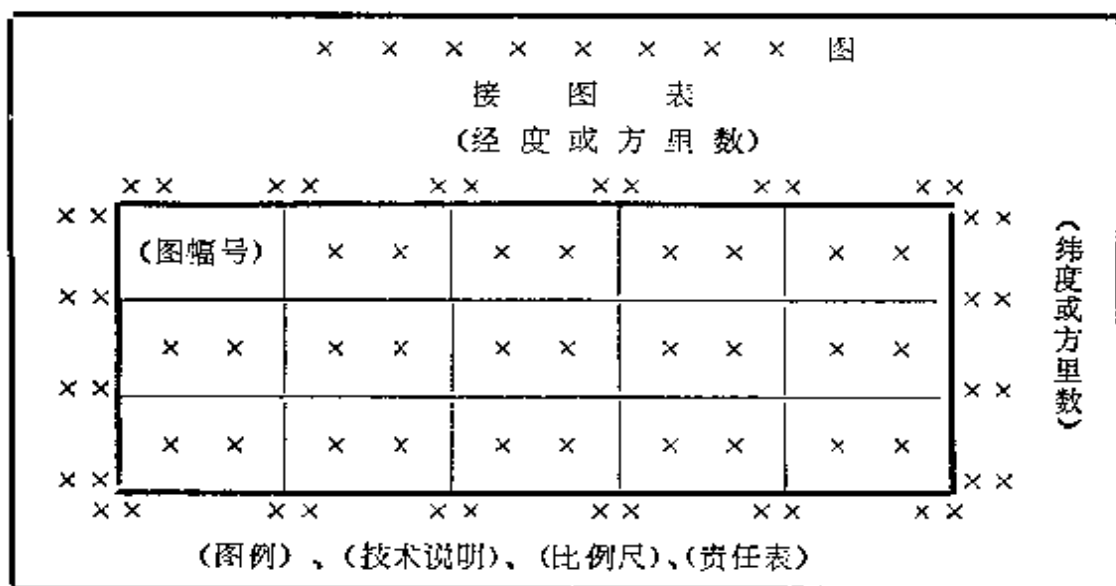 × × × × × × × × 图
接 图 表
(经度或方里数)
×× ×× ×× ×× ×× ××
×× ××
(图幅号) × × × × × × × ×
×× ××
× × × × × × × × × ×
×× ××
× × × × × × × × × ×
×× ××
×× ×× ×× ×× ×× ××
(纬度或方里数)
(图例)、(技术说明)、(比例尺)、(责任表)